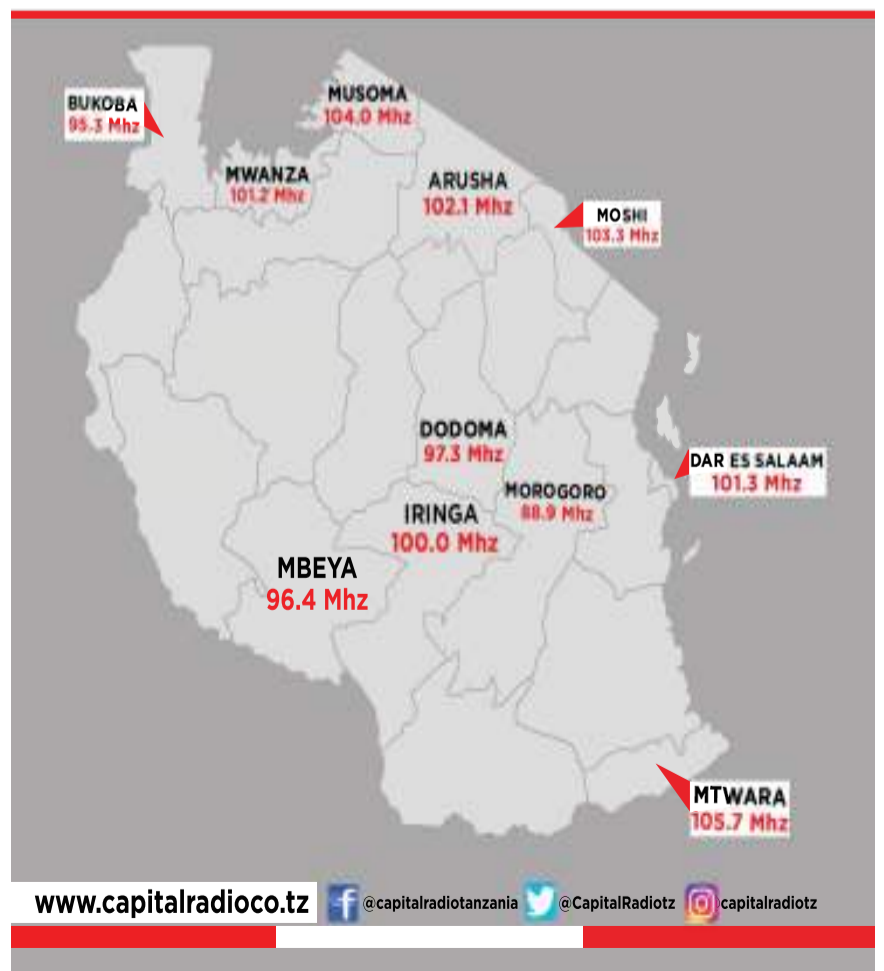 MUSOMA
104.0 Mhz
BUKOBA
95.3 Mhz
MWANZA
101.2 Mhz
ARUSHA
102.1 Mhz
MOSHI
103.3 Mhz
DODOMA
97.3 Mhz
DAR ES SALAAM
101.3 Mhz
MOROGORO
88.9 Mhz
IRINGA
100.0 Mhz
MBEYA
96.4 Mhz
MTWARA
105.7 Mhz
www.capitalradioco.tz @capitalradiotanzania @CapitalRadiotz capitalradiotz